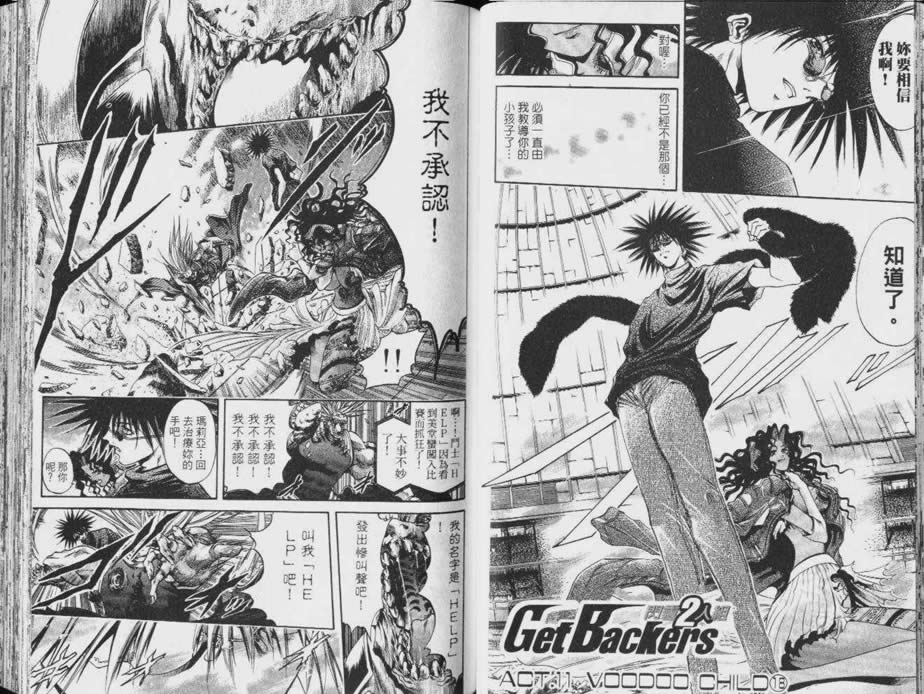 妳要相信
我啊！
對喔…
你已經不是那個…
必須一直由
我教導你的
小孩子了…
知道了。
GetBackers
2人
ACT.11 VOODOO CHILD⑬
我不承認！
!!
啊…！鬥士「H
ELP」因為看
到美堂蠻闖入比
賽而抓狂了！
大事不妙
了！
我不承認！
我不承認！
我不承認！
瑪莉亞…回
去治療妳的
手吧！
那你
呢？
我的名字是「HELP」
！
發出慘叫聲吧！
叫我「HE
LP」吧！